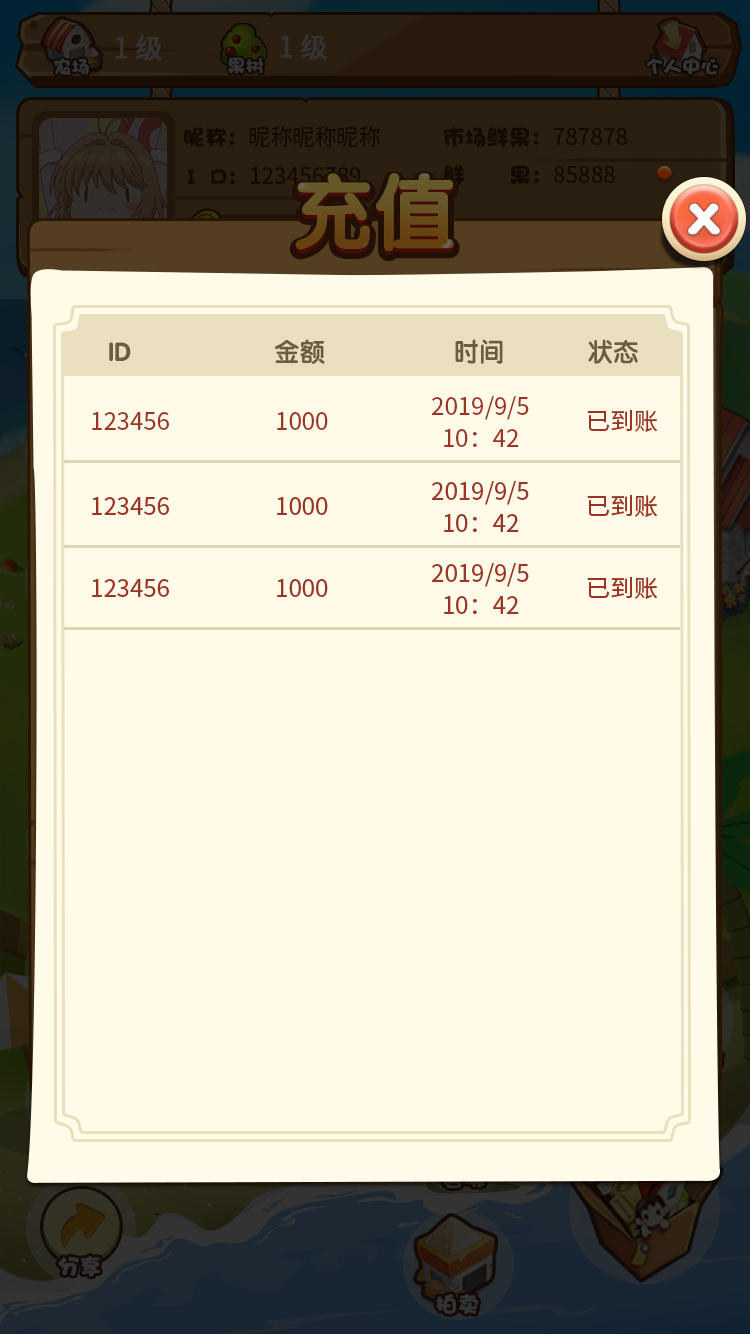 1 级
1 级
农场
果树
个人中心
昵称：昵称昵称昵称
市场鲜果：787878
I D：123456789
鲜 果：85888
充值
ID 金额 时间 状态
123456 1000 2019/9/5 10：42 已到账
123456 1000 2019/9/5 10：42 已到账
123456 1000 2019/9/5 10：42 已到账
分享
拍卖